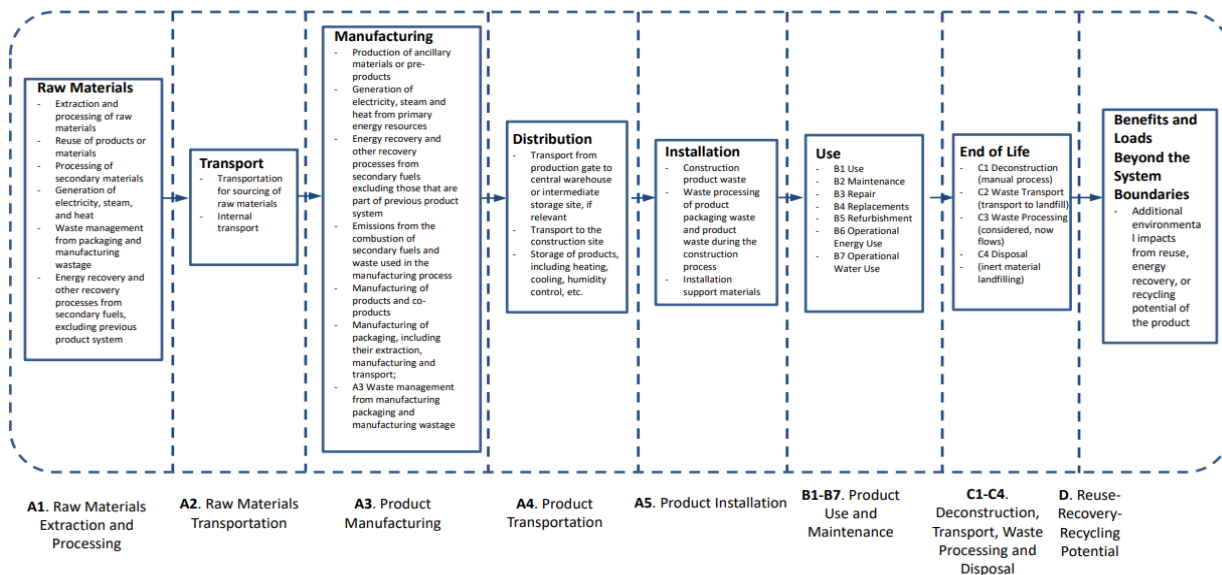 Raw Materials
- Extraction and
processing of raw
materials
- Reuse of products or
materials
- Processing of
secondary materials
- Generation of
electricity, steam, and
heat
- Waste management
from packaging and
manufacturing
wastage
- Energy recovery and
other recovery
processes from
secondary fuels,
excluding previous
product system
Transport
- Transportation
for sourcing of
raw materials
- Internal
transport
Manufacturing
- Production of ancillary
materials or pre-
products
- Generation of
electricity, steam and
heat from primary
energy resources
- Energy recovery and
other recovery
processes from
secondary fuels
excluding those that are
part of previous product
system
- Emissions from the
combustion of
secondary fuels and
waste used in the
manufacturing process
- Manufacturing of
products and co-
products
- Manufacturing of
packaging, including
their extraction,
manufacturing and
transport;
- A3 Waste management
from manufacturing
packaging and
manufacturing wastage
Distribution
- Transport from
production gate to
central warehouse
or intermediate
storage site, if
relevant
- Transport to the
construction site
- Storage of products,
including heating,
cooling, humidity
control, etc.
Installation
- Construction
product waste
- Waste processing
of product
packaging waste
and product
waste during the
construction
process
- Installation
support materials
Use
- B1 Use
- B2 Maintenance
- B3 Repair
- B4 Replacements
- B5 Refurbishment
- B6 Operational
Energy Use
- B7 Operational
Water Use
End of Life
- C1 Deconstruction
(manual process)
- C2 Waste Transport
(transport to landfill)
- C3 Waste Processing
(considered, now
flows)
- C4 Disposal
- (inert material
landfilling)
Benefits and
Loads
Beyond the
System
Boundaries
- Additional
environmenta
l impacts
from reuse,
energy
recovery, or
recycling
potential of
the product
A1. Raw Materials
Extraction and
Processing
A2. Raw Materials
Transportation
A3. Product
Manufacturing
A4. Product
Transportation
A5. Product Installation
B1-B7. Product
Use and
Maintenance
C1-C4.
Deconstruction,
Transport, Waste
Processing and
Disposal
D. Reuse-
Recovery-
Recycling
Potential